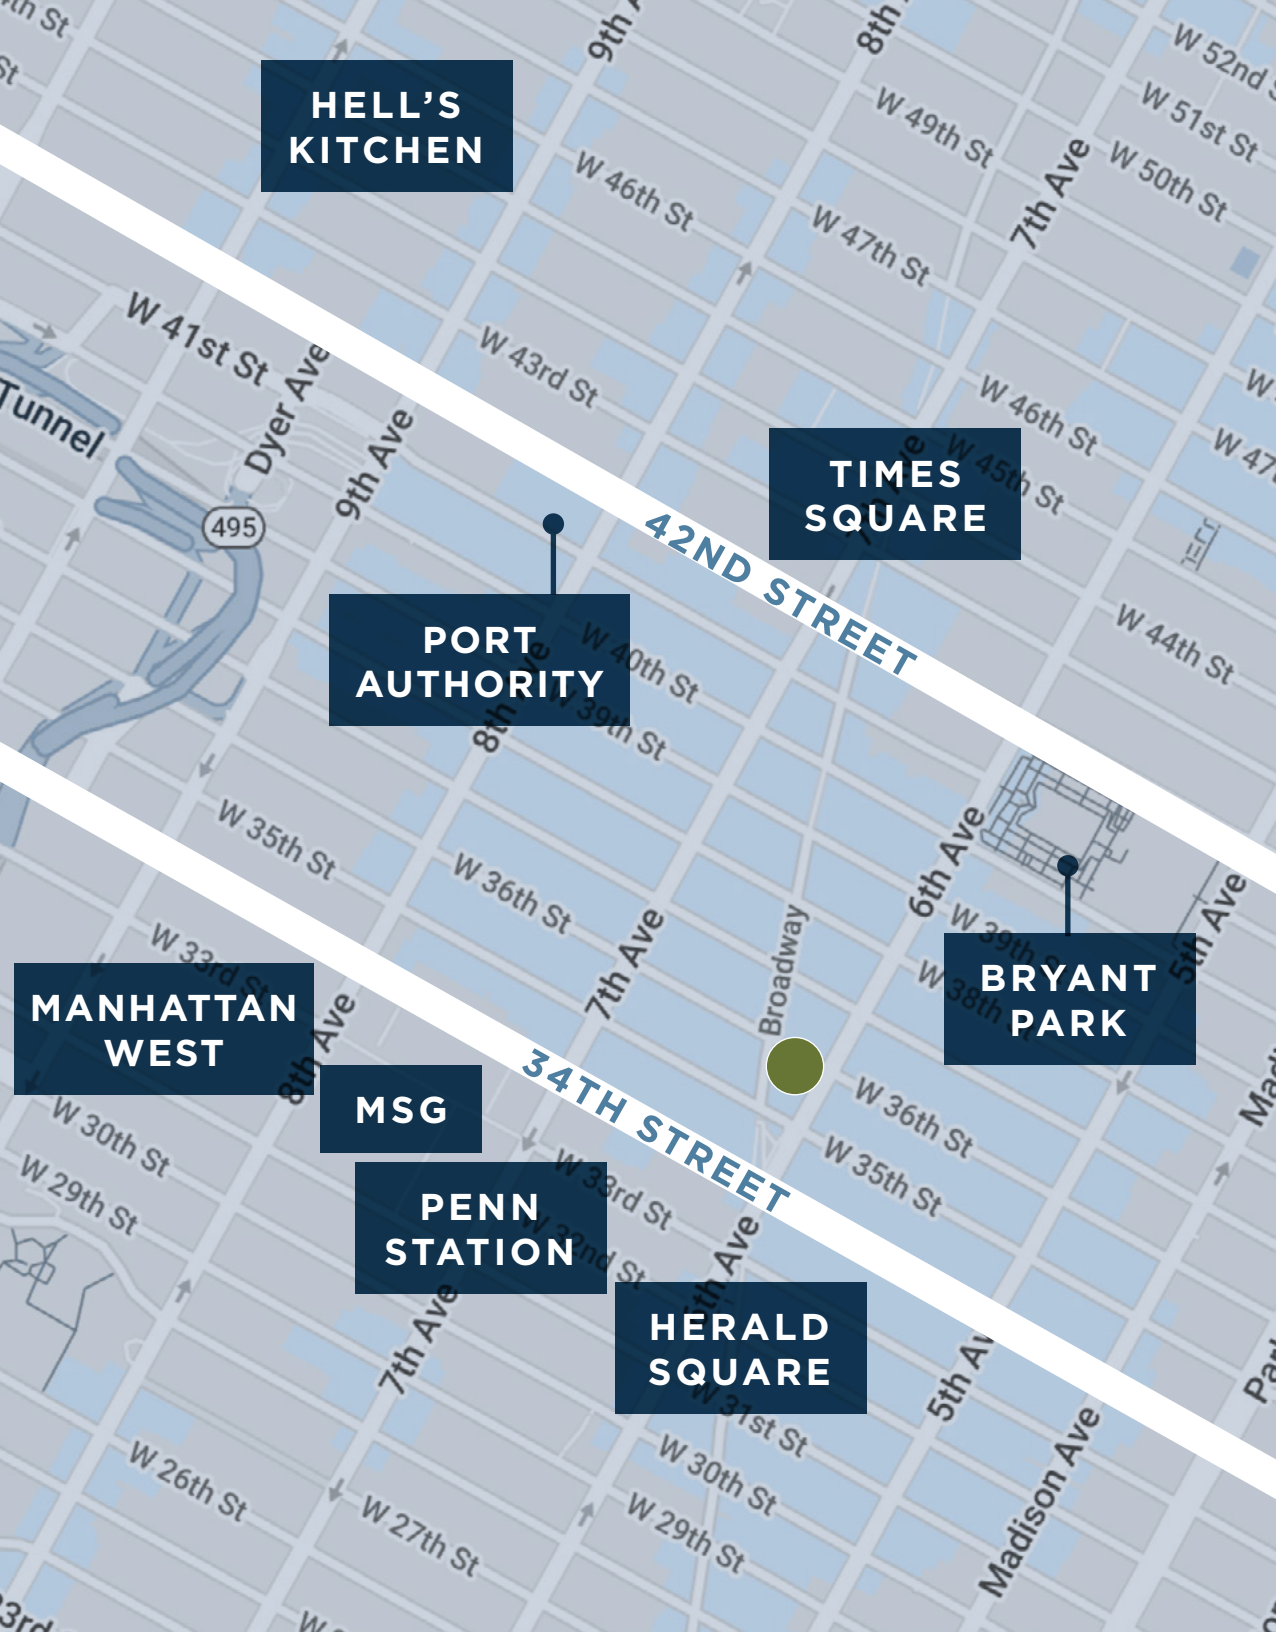 9th A
8th
W 52nd S
W 51st St
W 50th St
W 49th St
7th Ave
HELL'S
KITCHEN
W 46th St
W 47th St
W 41st St
Dyer Ave
9th Ave
W 43rd St
W 46th St
W 45th St
W 47
Tunnel
495
TIMES
SQUARE
7th Ave
42ND STREET
PORT
AUTHORITY
W 40th St
W 39th St
8th Ave
W 44th St
W 35th St
W 36th St
6th Ave
5th Ave
7th Ave
Broadway
W 39th St
W 38th St
BRYANT
PARK
W 33rd St
MANHATTAN
WEST
8th Ave
MSG
34TH STREET
W 36th St
W 35th St
W 30th St
W 29th St
PENN
STATION
W 33rd St
W 32nd St
6th Ave
HERALD
SQUARE
7th Ave
5th Av
W 31st St
W 30th St
W 29th St
Madison Ave
W 26th St
W 27th St